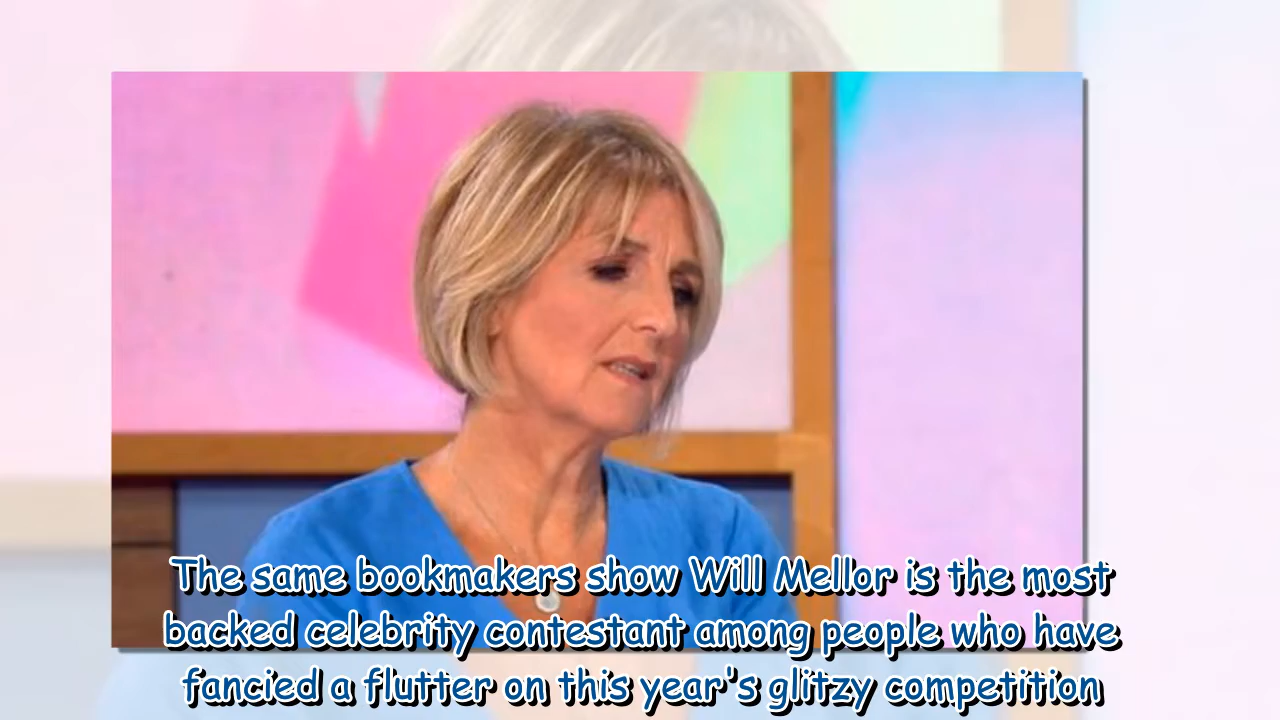 The same bookmakers show Will Mellor is the most
backed celebrity contestant among people who have
fancied a flutter on this year's glitzy competition